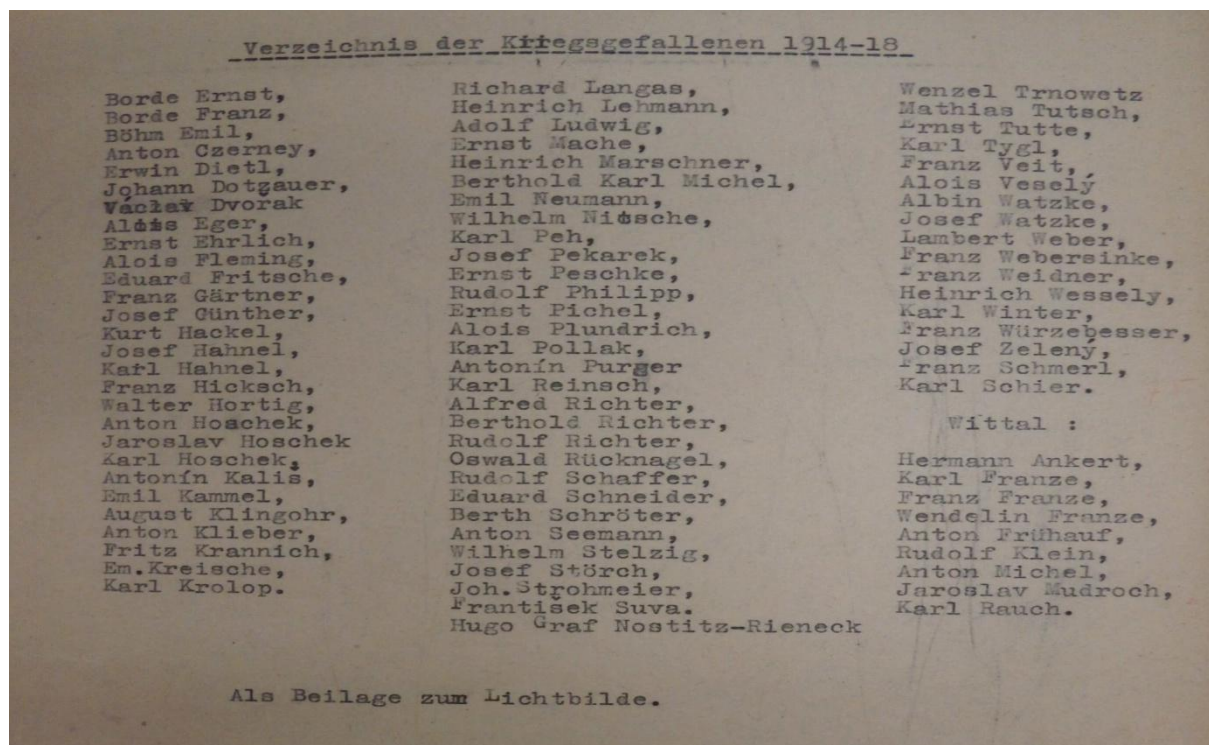 Verzeichnis der Kriegsgefallenen 1914-18
Borde Ernst,
Borde Franz,
Böhm Emil,
Anton Czerney,
Erwin Dietl,
Johann Dotzauer,
Václav Dvořak
Alois Eger,
Ernst Ehrlich,
Alois Fleming,
Eduard Fritsche,
Franz Gärtner,
Josef Günther,
Kurt Hackel,
Josef Hahnel,
Karl Hahnel,
Franz Hicksch,
Walter Hortig,
Anton Hoschek,
Jaroslav Hoschek
Karl Hoschek,
Antonín Kališ,
Emil Kammel,
August Klingohr,
Anton Klieber,
Fritz Krannich,
Em.Kreische,
Karl Krolop.
Richard Langas,
Heinrich Lehmann,
Adolf Ludwig,
Ernst Mache,
Heinrich Marschner,
Berthold Karl Michel,
Emil Neumann,
Wilhelm Nitsche,
Karl Peh,
Josef Pekarek,
Ernst Peschke,
Rudolf Philipp,
Ernst Pichel,
Alois Plundrich,
Karl Pollak,
Antonín Purger
Karl Reinsch,
Alfred Richter,
Berthold Richter,
Rudolf Richter,
Oswald Rücknagel,
Rudolf Schaffer,
Eduard Schneider,
Berth Schröter,
Anton Seemann,
Wilhelm Stelzig,
Josef Störch,
Joh.Strohmeier,
František Suva.
Hugo Graf Nostitz-Rieneck
Wenzel Trnowetz
Mathias Tutsch,
Ernst Tutte,
Karl Tygl,
Franz Veit,
Alois Veselý
Albin Watzke,
Josef Watzke,
Lambert Weber,
Franz Webersinke,
Franz Weidner,
Heinrich Wessely,
Karl Winter,
Franz Würzebesser,
Josef Zelený,
Franz Schmerl,
Karl Schier.
Wittal :
Hermann Ankert,
Karl Franze,
Franz Franze,
Wendelin Franze,
Anton Frühauf,
Rudolf Klein,
Anton Michel,
Jaroslav Mudroch,
Karl Rauch.
Als Beilage zum Lichtbilde.